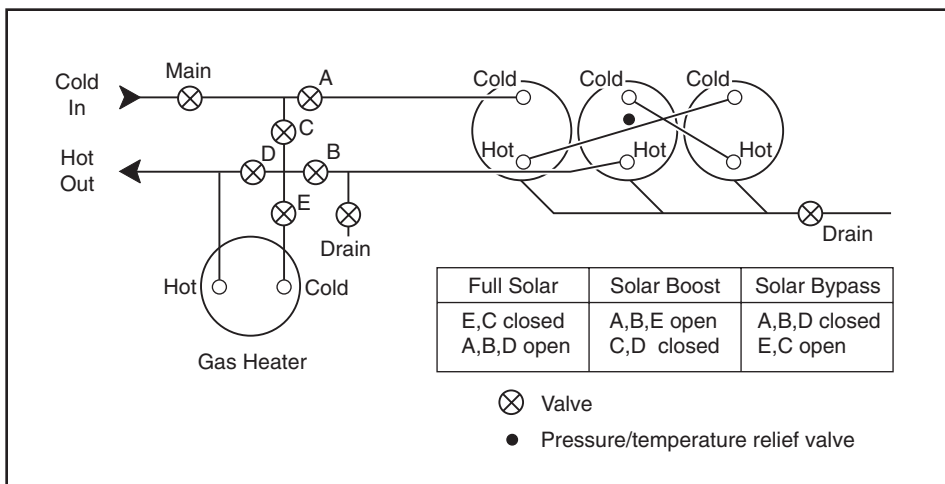 Cold In
Main
A
Cold
Cold
Cold
C
Hot Out
D
B
Hot
Hot
Hot
E
Drain
Drain
Hot
Cold
Gas Heater
Full Solar
Solar Boost
Solar Bypass
E,C closed
A,B,E open
A,B,D closed
A,B,D open
C,D closed
E,C open
Valve
Pressure/temperature relief valve